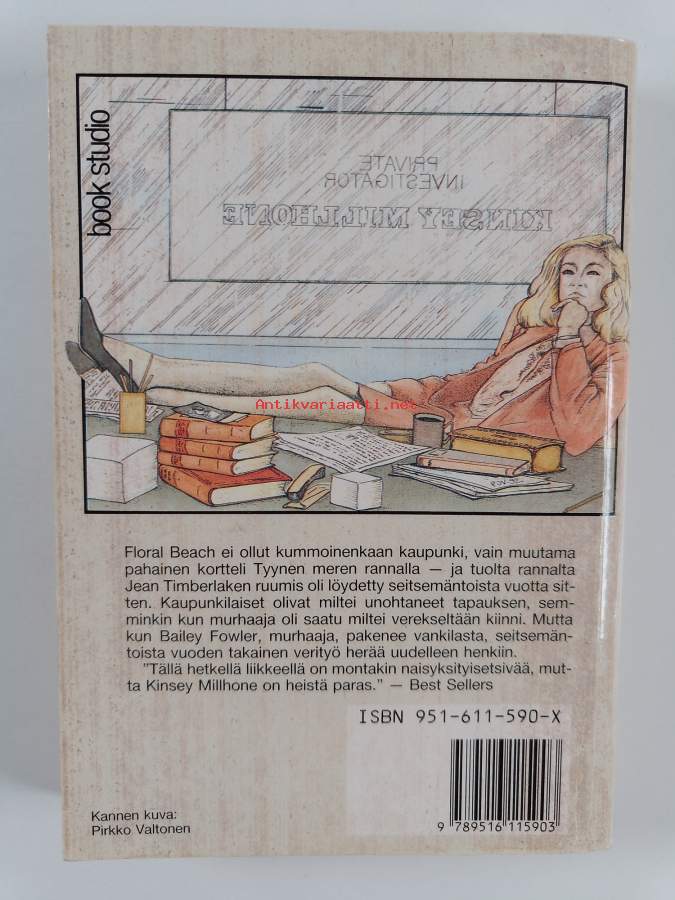 book studio
PRIVATE
INVESTIGATOR
KINSEY MILLHONE
Antikvariaatti.net
Floral Beach ei ollut kummoinenkaan kaupunki, vain muutama
pahainen kortteli Tyynen meren rannalla — ja tuolta rannalta
Jean Timberlaken ruumis oli löydetty seitsemäntoista vuotta sit-
ten. Kaupunkilaiset olivat miltei unohtaneet tapauksen, sem-
minkin kun murhaaja oli saatu miltei verekseltään kiinni. Mutta
kun Bailey Fowler, murhaaja, pakenee vankilasta, seitsemän-
toista vuoden takainen verityö herää uudelleen henkiin.
"Tällä hetkellä liikkeellä on montakin naisyksityisetsivää, mut-
ta Kinsey Millhone on heistä paras." — Best Sellers
ISBN 951-611-590-X
9 789516 115903
Kannen kuva:
Pirkko Valtonen